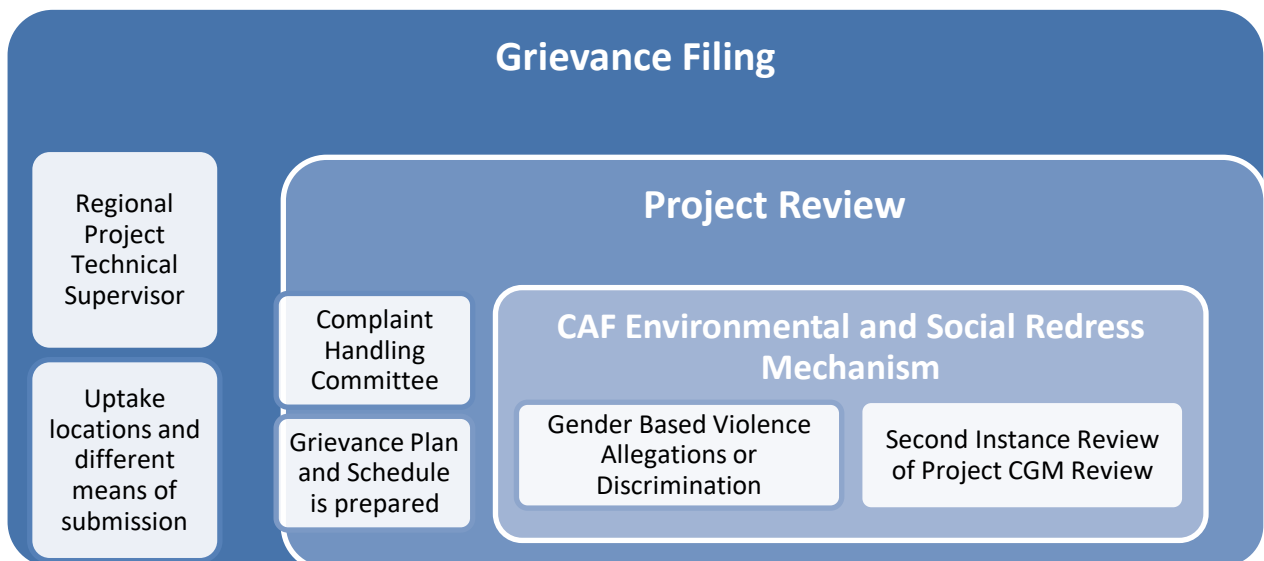 Grievance Filing
Regional
Project
Technical
Supervisor
Uptake
locations and
different
means of
submission
Project Review
Complaint
Handling
Committee
Grievance Plan
and Schedule
is prepared
CAF Environmental and Social Redress
Mechanism
Gender Based Violence
Allegations or
Discrimination
Second Instance Review
of Project CGM Review